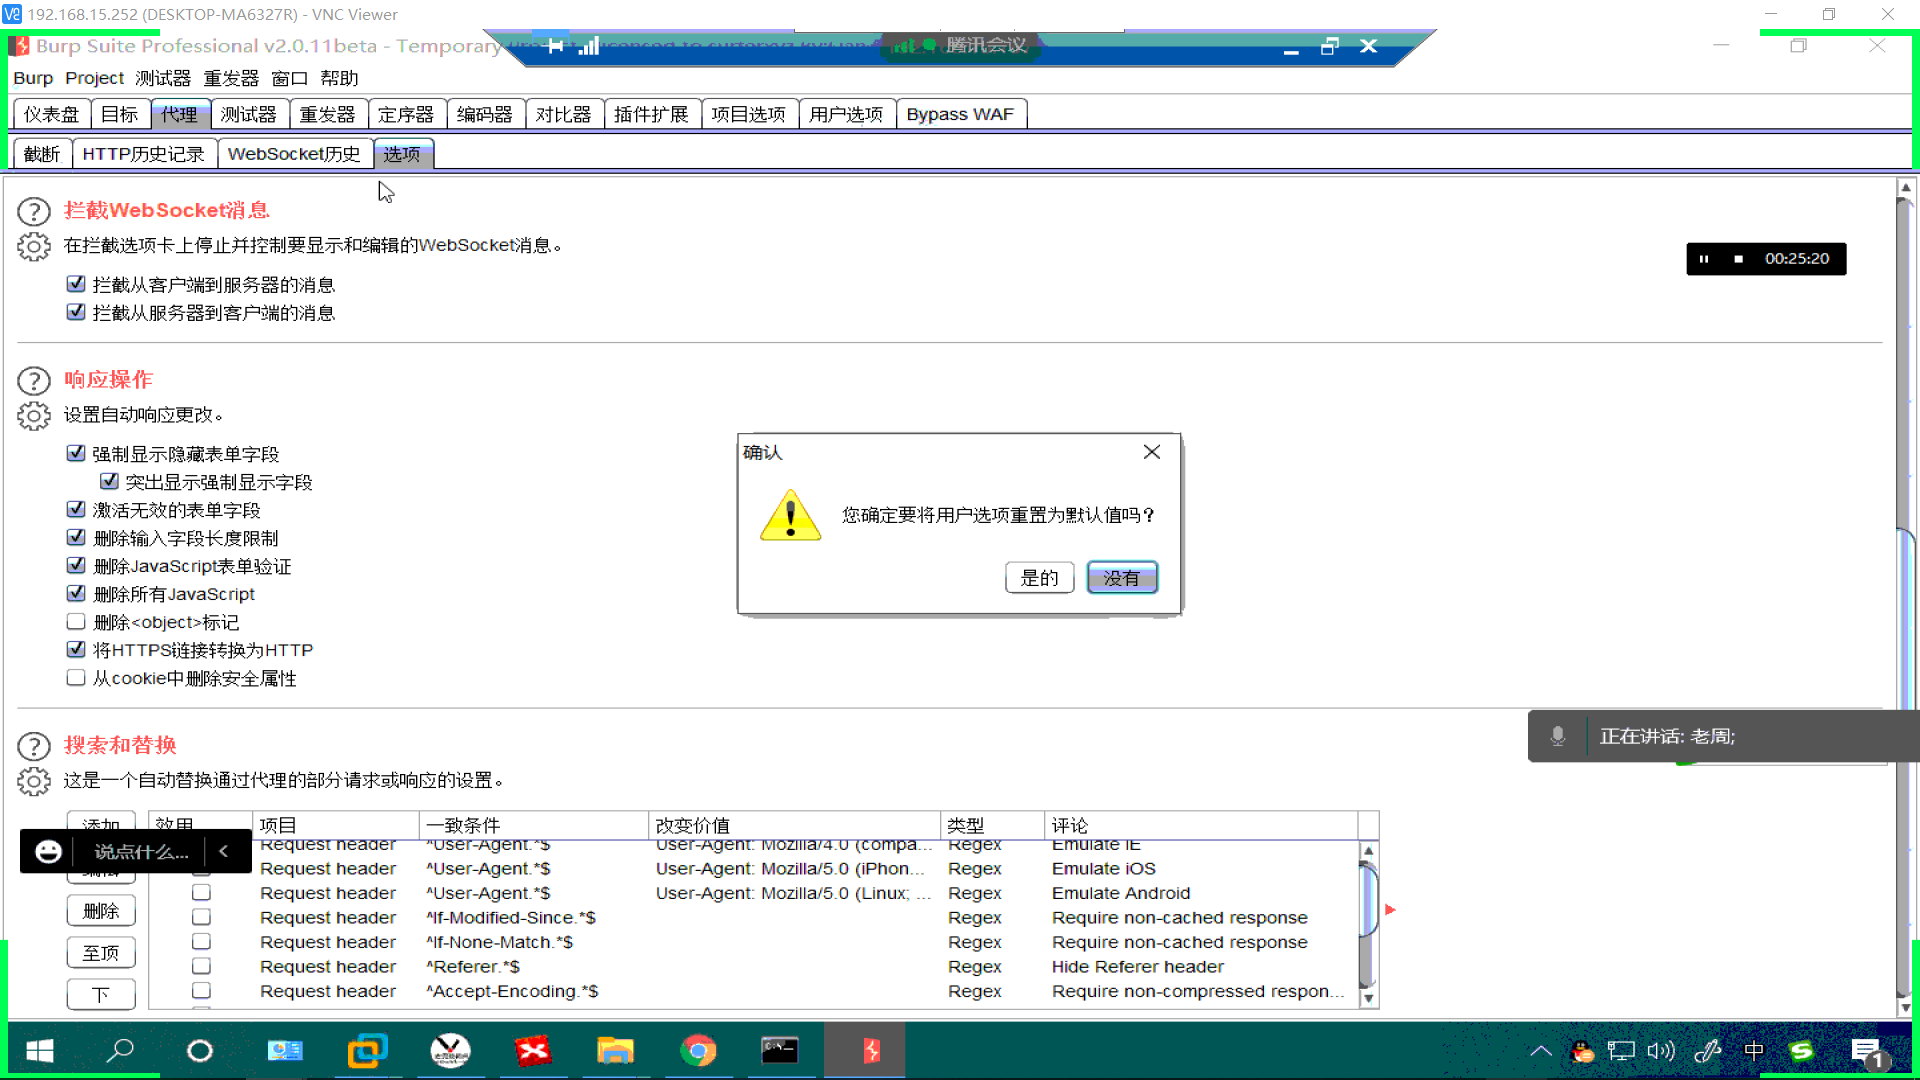 192.168.15.252 (DESKTOP-MA6327R) - VNC Viewer
Burp Suite Professional v2.0.11beta - Temporary
腾讯会议
Burp Project 测试器 重发器 窗口 帮助
仪表盘 目标 代理 测试器 重发器 定序器 编码器 对比器 插件扩展 项目选项 用户选项 Bypass WAF
截断 HTTP历史记录 WebSocket历史 选项
拦截WebSocket消息
在拦截选项卡上停止并控制要显示和编辑的WebSocket消息。
00:25:20
拦截从客户端到服务器的消息
拦截从服务器到客户端的消息
响应操作
设置自动响应更改。
强制显示隐藏表单字段
突出显示强制显示字段
激活无效的表单字段
删除输入字段长度限制
删除JavaScript表单验证
删除所有JavaScript
删除<object>标记
将HTTPS链接转换为HTTP
从cookie中删除安全属性
确认
您确定要将用户选项重置为默认值吗？
是的 没有
正在讲话: 老周;
搜索和替换
这是一个自动替换通过代理的部分请求或响应的设置。
添加 效用 项目 一致条件 改变价值 类型 评论
说点什么...
编辑
删除
至顶
下
Request header ^User-Agent.*$ User-Agent: Mozilla/4.0 (compa... Regex Emulate IE
Request header ^User-Agent.*$ User-Agent: Mozilla/5.0 (iPhon... Regex Emulate iOS
Request header ^User-Agent.*$ User-Agent: Mozilla/5.0 (Linux; ... Regex Emulate Android
Request header ^If-Modified-Since.*$ Regex Require non-cached response
Request header ^If-None-Match.*$ Regex Require non-cached response
Request header ^Referer.*$ Regex Hide Referer header
Request header ^Accept-Encoding.*$ Regex Require non-compressed respon...
中
1